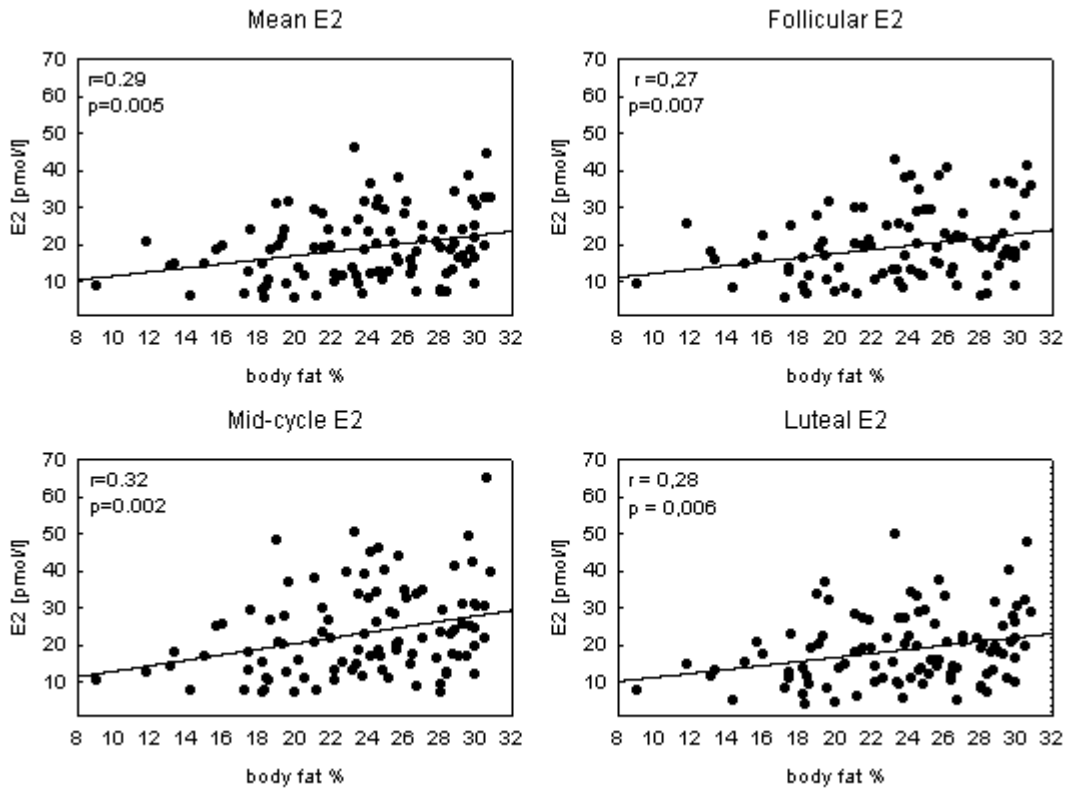 Mean E2
r=0.29
p=0.005
E2 [pmol/l]
70
60
50
40
30
20
10
8 10 12 14 16 18 20 22 24 26 28 30 32
body fat %
Follicular E2
r=0,27
p=0.007
E2 [pmol/l]
70
60
50
40
30
20
10
8 10 12 14 16 18 20 22 24 26 28 30 32
body fat %
Mid-cycle E2
r=0.32
p=0.002
E2 [pmol/l]
70
60
50
40
30
20
10
8 10 12 14 16 18 20 22 24 26 28 30 32
body fat %
Luteal E2
r = 0,28
p = 0,006
E2 [pmol/l]
70
60
50
40
30
20
10
8 10 12 14 16 18 20 22 24 26 28 30 32
body fat %